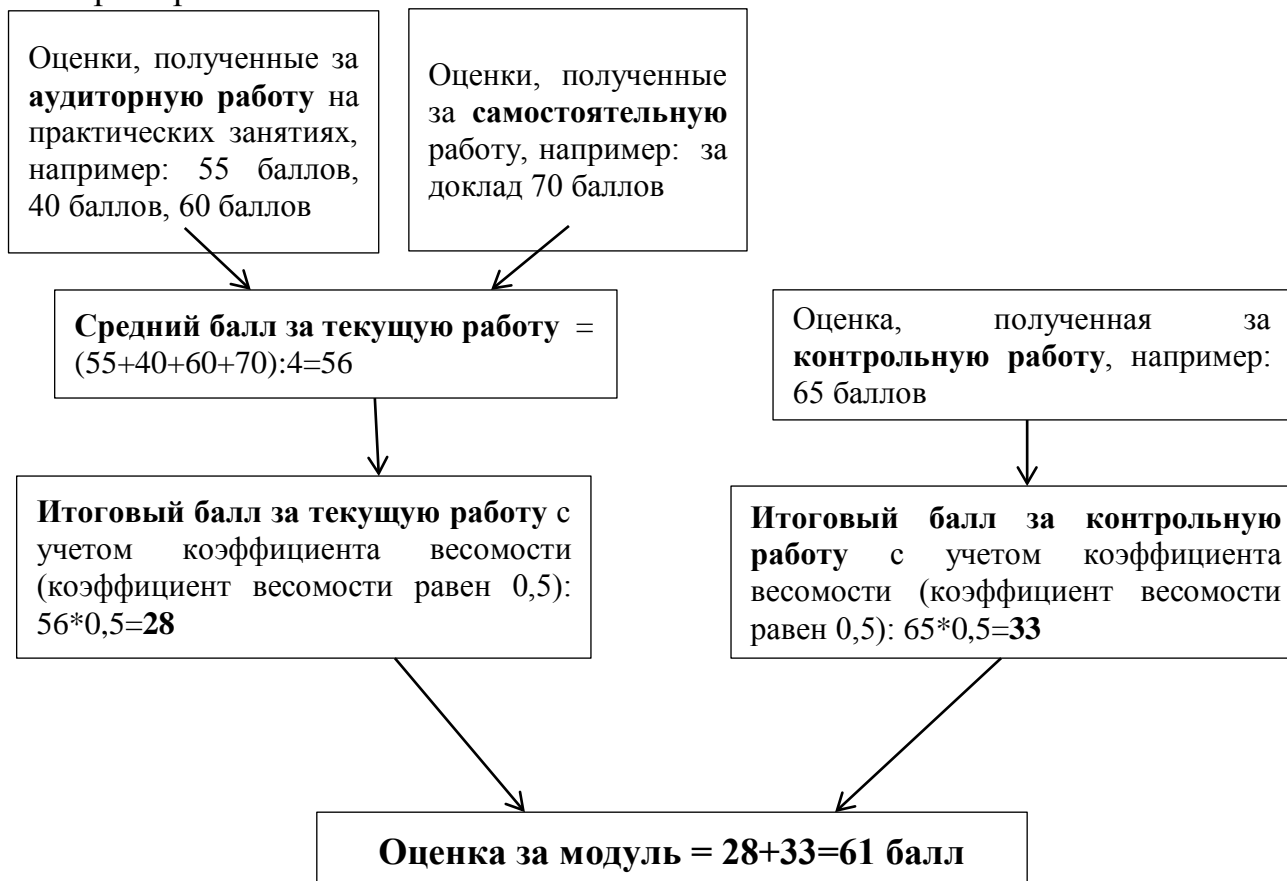 Оценки, полученные за
аудиторную работу на
практических занятиях,
например: 55 баллов,
40 баллов, 60 баллов
Оценки, полученные
за самостоятельную
работу, например: за
доклад 70 баллов
Средний балл за текущую работу =
(55+40+60+70):4=56
Оценка, полученная за
контрольную работу, например:
65 баллов
Итоговый балл за текущую работу с
учетом коэффициента весомости
(коэффициент весомости равен 0,5):
56*0,5=28
Итоговый балл за контрольную
работу с учетом коэффициента
весомости (коэффициент весомости
равен 0,5): 65*0,5=33
Оценка за модуль = 28+33=61 балл